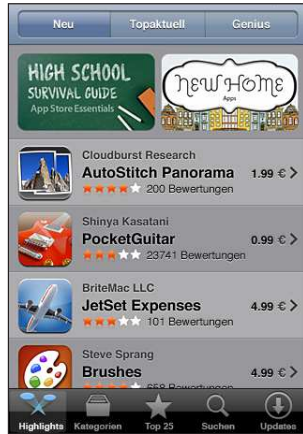 Neu Topaktuell Genius
HIGH SCHOOL
SURVIVAL GUIDE
App Store Essentials
NEW HOME
Apps
Cloudburst Research
AutoStitch Panorama 1.99 €
200 Bewertungen
Shinya Kasatani
PocketGuitar 0.99 €
23741 Bewertungen
BriteMac LLC
JetSet Expenses 4.99 €
101 Bewertungen
Steve Sprang
Brushes 4.99 €
658 Bewertungen
Highlights Kategorien Top 25 Suchen Updates